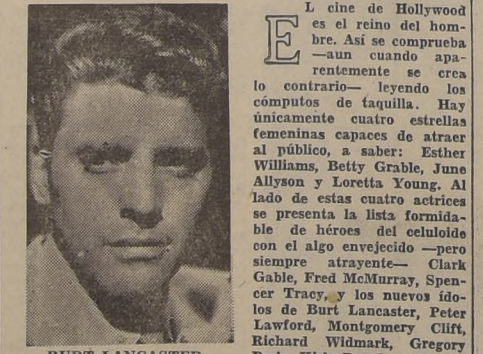 EL cine de Hollywood
es el reino del hom-
bre. Así se comprueba
—aun cuando apa-
rentemente se crea
lo contrario— leyendo los
cómputos de taquilla. Hay
únicamente cuatro estrellas
femeninas capaces de atraer
al público, a saber: Esther
Williams, Betty Grable, June
Allyson y Loretta Young. Al
lado de estas cuatro actrices
se presenta la lista formida-
ble de héroes del celuloide
con el algo envejecido —pero
siempre atrayente— Clark
Gable, Fred McMurray, Spen-
cer Tracy, y los nuevos ído-
los de Burt Lancaster, Peter
Lawford, Montgomery Clift,
Richard Widmark, Gregory
BURT LANCASTER